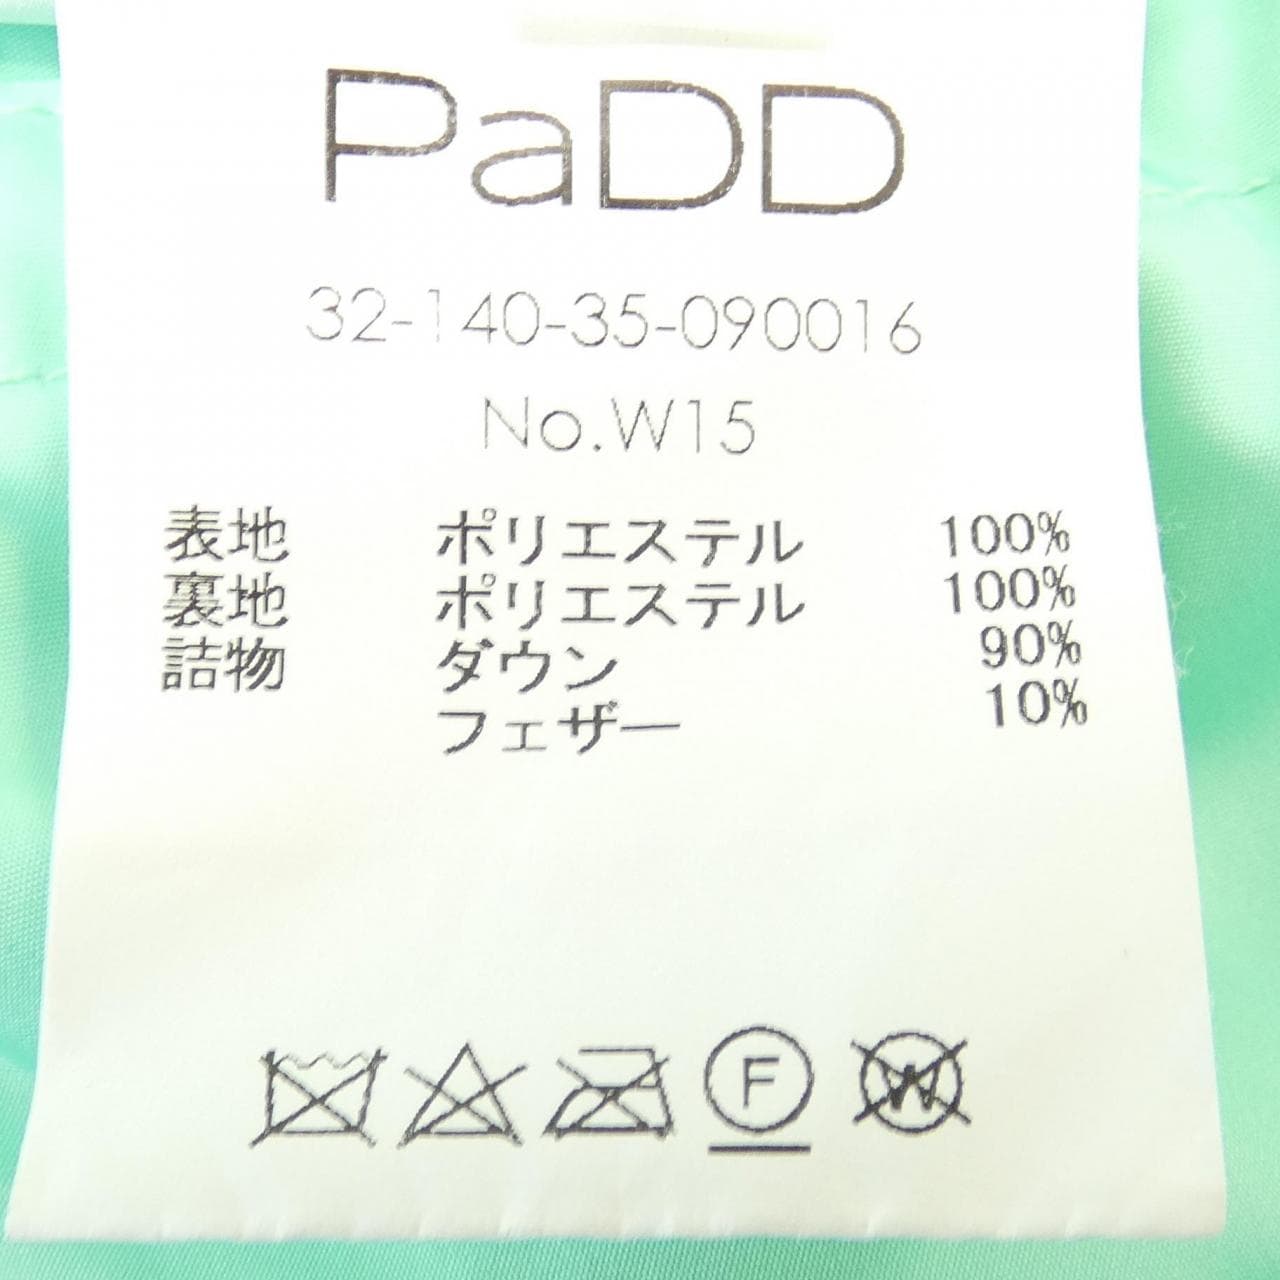 PaDD
32-140-35-090016
No.W15
表地 ポリエステル 100%
裏地 ポリエステル 100%
詰物 ダウン 90%
フェザー 10%
F W